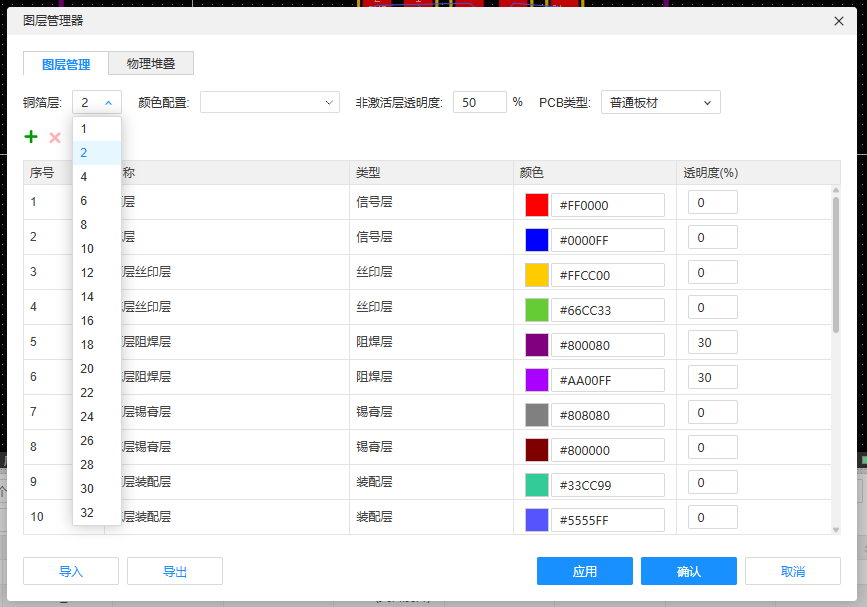 图层管理器
图层管理 物理堆叠
铜箔层: 2 颜色配置: 非激活层透明度: 50 % PCB类型: 普通板材
1
2
4
6
8
10
12
14
16
18
20
22
24
26
28
30
32
序号 称 类型 颜色 透明度(%)
1 层 信号层 #FF0000 0
2 层 信号层 #0000FF 0
3 层丝印层 丝印层 #FFCC00 0
4 层丝印层 丝印层 #66CC33 0
5 层阻焊层 阻焊层 #800080 30
6 层阻焊层 阻焊层 #AA00FF 30
7 层锡膏层 锡膏层 #808080 0
8 层锡膏层 锡膏层 #800000 0
9 层装配层 装配层 #33CC99 0
10 层装配层 装配层 #5555FF 0
导入 导出 应用 确认 取消